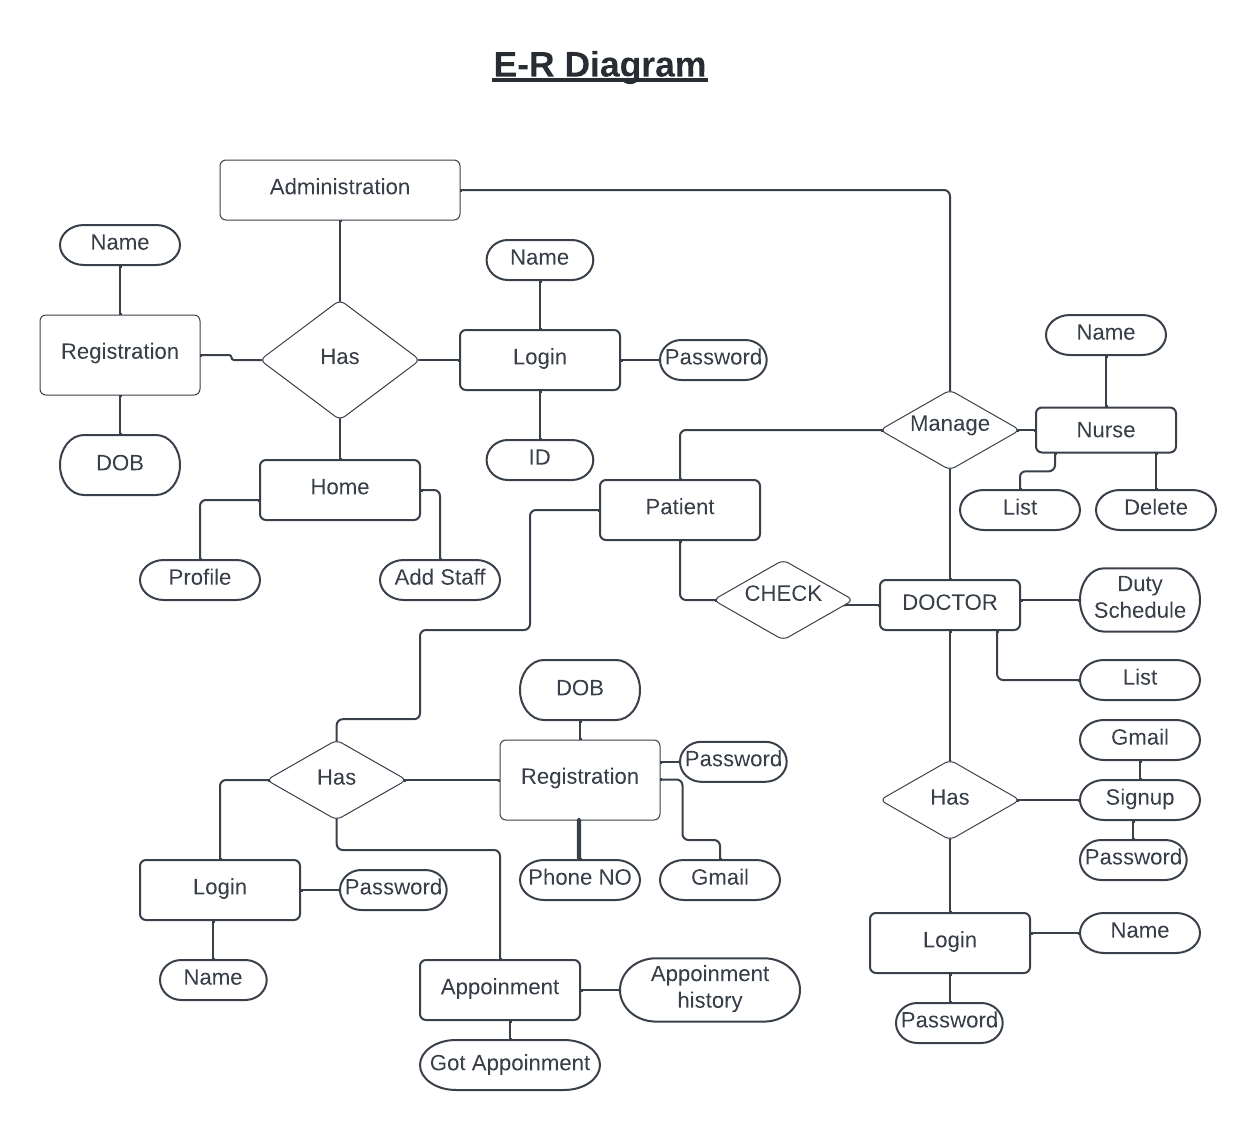 E-R Diagram
Administration
Name
Name
Registration
Has
Login
Password
Name
DOB
ID
Manage
Nurse
Home
Patient
List
Delete
Profile
Add Staff
CHECK
DOCTOR
Duty
Schedule
List
DOB
Gmail
Has
Registration
Password
Has
Signup
Login
Password
Phone NO
Gmail
Password
Name
Login
Name
Appoinment
Appoinment
history
Password
Got Appoinment